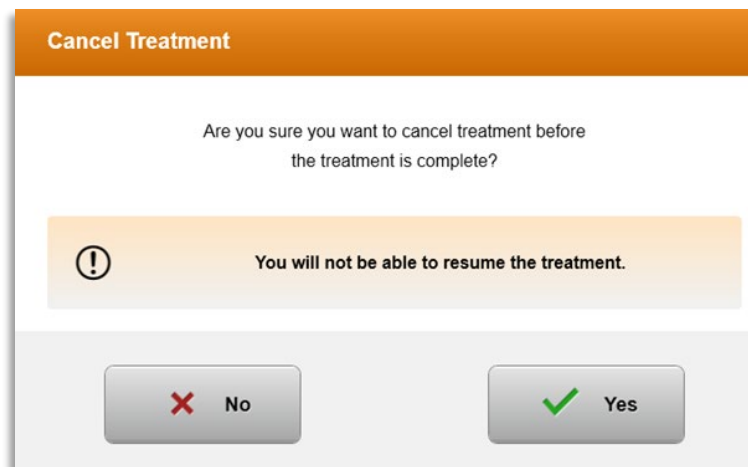 Cancel Treatment
Are you sure you want to cancel treatment before
the treatment is complete?
You will not be able to resume the treatment.
No
Yes